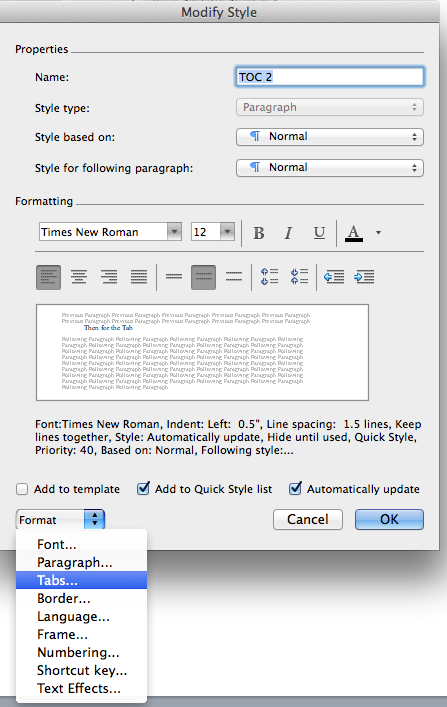 Modify Style
Properties
Name: TOC 2
Style type: Paragraph
Style based on: ¶ Normal
Style for following paragraph: ¶ Normal
Formatting
Times New Roman 12 B I U A
Previous Paragraph Previous Paragraph Previous Paragraph Previous Paragraph Previous Paragraph
Previous Paragraph Previous Paragraph Previous Paragraph Previous Paragraph Previous Paragraph
Then for the Tab
Following Paragraph Following Paragraph Following Paragraph Following Paragraph Following
Paragraph Following Paragraph Following Paragraph Following Paragraph Following
Paragraph Following Paragraph Following Paragraph Following Paragraph Following
Paragraph Following Paragraph Following Paragraph Following Paragraph Following
Paragraph Following Paragraph Following Paragraph Following Paragraph Following
Paragraph Following Paragraph Following Paragraph Following Paragraph Following
Paragraph Following Paragraph Following Paragraph Following Paragraph Following
Paragraph Following Paragraph
Font:Times New Roman, Indent: Left: 0.5", Line spacing: 1.5 lines, Keep
lines together, Style: Automatically update, Hide until used, Quick Style,
Priority: 40, Based on: Normal, Following style:...
Add to template Add to Quick Style list Automatically update
Format Cancel OK
Font...
Paragraph...
Tabs...
Border...
Language...
Frame...
Numbering...
Shortcut key...
Text Effects...